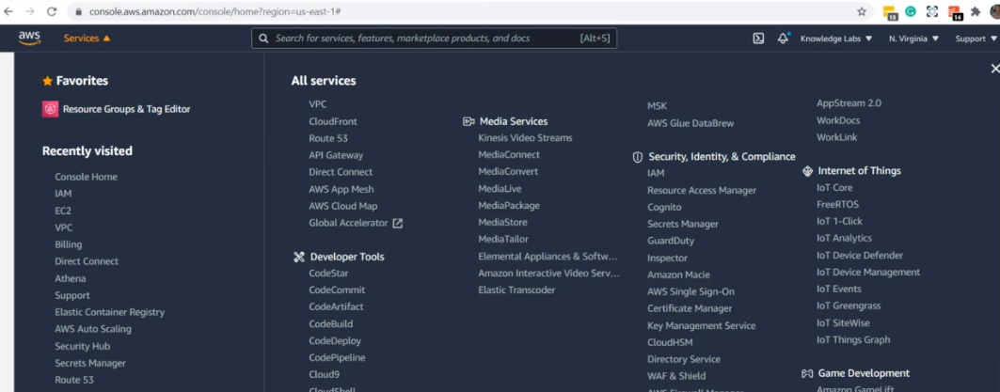 console.aws.amazon.com/console/home?region=us-east-1#
18
14
aws
Services
Search for services, features, marketplace products, and docs [Alt+S]
Knowledge Labs
N. Virginia
Support
Favorites
Resource Groups & Tag Editor
Recently visited
Console Home
IAM
EC2
VPC
Billing
Direct Connect
Athena
Support
Elastic Container Registry
AWS Auto Scaling
Security Hub
Secrets Manager
Route 53
All services
VPC
CloudFront
Route 53
API Gateway
Direct Connect
AWS App Mesh
AWS Cloud Map
Global Accelerator
Developer Tools
CodeStar
CodeCommit
CodeArtifact
CodeBuild
CodeDeploy
CodePipeline
Cloud9
CloudShell
Media Services
Kinesis Video Streams
MediaConnect
MediaConvert
MediaLive
MediaPackage
MediaStore
MediaTailor
Elemental Appliances & Softw...
Amazon Interactive Video Serv...
Elastic Transcoder
MSK
AWS Glue DataBrew
Security, Identity, & Compliance
IAM
Resource Access Manager
Cognito
Secrets Manager
GuardDuty
Inspector
Amazon Macie
AWS Single Sign-On
Certificate Manager
Key Management Service
CloudHSM
Directory Service
WAF & Shield
AWS Firewall Manager
AppStream 2.0
WorkDocs
WorkLink
Internet of Things
IoT Core
FreeRTOS
IoT 1-Click
IoT Analytics
IoT Device Defender
IoT Device Management
IoT Events
IoT Greengrass
IoT SiteWise
IoT Things Graph
Game Development
Amazon GameLift